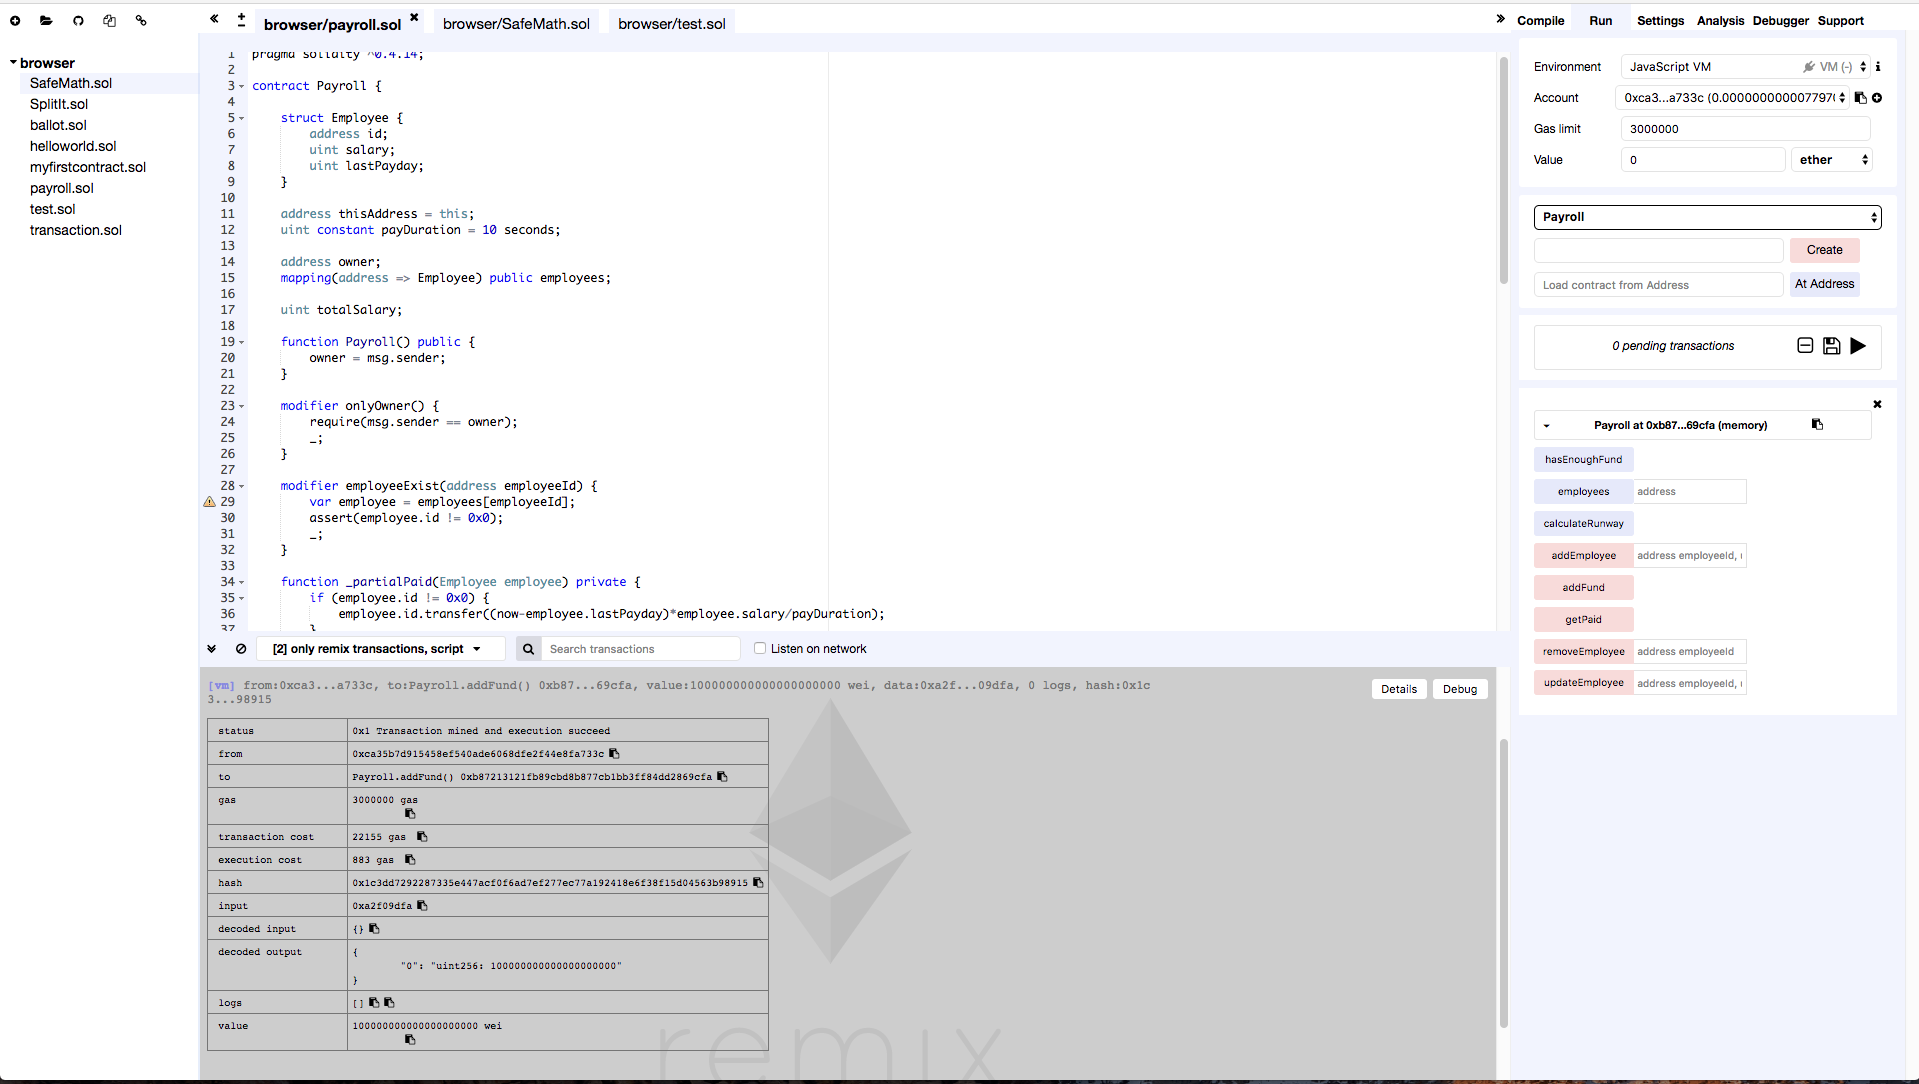 browser/payroll.sol
browser/SafeMath.sol
browser/test.sol
Compile
Run
Settings
Analysis
Debugger
Support
browser
SafeMath.sol
SplitIt.sol
ballot.sol
helloworld.sol
myfirstcontract.sol
payroll.sol
test.sol
transaction.sol
1 pragma solidity ^0.4.14;
2
3 contract Payroll {
4
5 struct Employee {
6 address id;
7 uint salary;
8 uint lastPayday;
9 }
10
11 address thisAddress = this;
12 uint constant payDuration = 10 seconds;
13
14 address owner;
15 mapping(address => Employee) public employees;
16
17 uint totalSalary;
18
19 function Payroll() public {
20 owner = msg.sender;
21 }
22
23 modifier onlyOwner() {
24 require(msg.sender == owner);
25 _;
26 }
27
28 modifier employeeExist(address employeeId) {
29 var employee = employees[employeeId];
30 assert(employee.id != 0x0);
31 _;
32 }
33
34 function _partialPaid(Employee employee) private {
35 if (employee.id != 0x0) {
36 employee.id.transfer((now-employee.lastPayday)*employee.salary/payDuration);
37 }
[2] only remix transactions, script
Search transactions
Listen on network
[vm] from:0xca3...a733c, to:Payroll.addFund() 0xb87...69cfa, value:100000000000000000000 wei, data:0xa2f...09dfa, 0 logs, hash:0x1c
3...98915
Details
Debug
status 0x1 Transaction mined and execution succeed
from 0xca35b7d915458ef540ade6068dfe2f44e8fa733c
to Payroll.addFund() 0xb87213121fb89cbd8b877cb1bb3ff84dd2869cfa
gas 3000000 gas
transaction cost 22155 gas
execution cost 883 gas
hash 0x1c3dd7292287335e447acf0f6ad7ef277ec77a192418e6f38f15d04563b98915
input 0xa2f09dfa
decoded input {}
decoded output {
"0": "uint256: 100000000000000000000"
}
logs []
value 100000000000000000000 wei
remix
Environment JavaScript VM VM (-)
Account 0xca3...a733c (0.00000000000779
Gas limit 3000000
Value 0 ether
Payroll
Create
Load contract from Address At Address
0 pending transactions
Payroll at 0xb87...69cfa (memory)
hasEnoughFund
employees address
calculateRunway
addEmployee address employeeId,
addFund
getPaid
removeEmployee address employeeId
updateEmployee address employeeId,